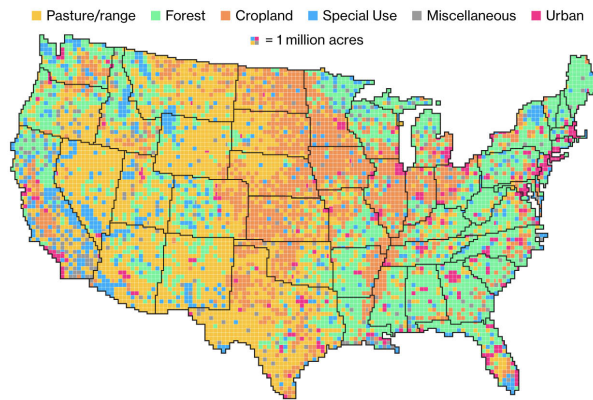 Pasture/range Forest Cropland Special Use Miscellaneous Urban
= 1 million acres